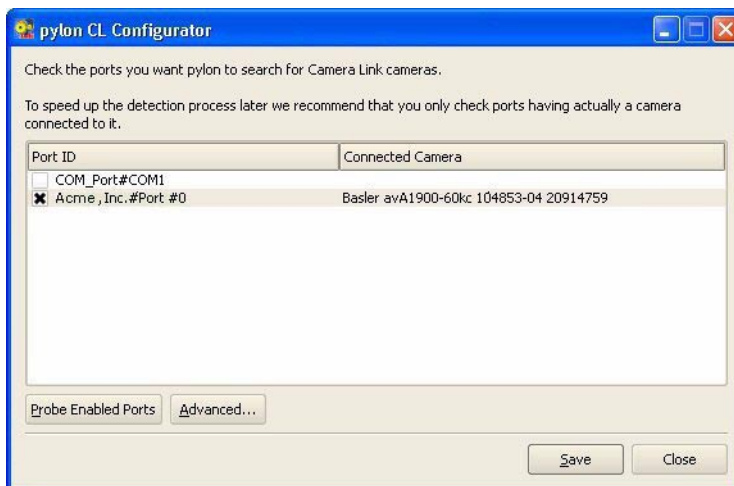 pylon CL Configurator
Check the ports you want pylon to search for Camera Link cameras.
To speed up the detection process later we recommend that you only check ports having actually a camera
connected to it.
Port ID Connected Camera
COM_Port#COM1
Acme ,Inc.#Port #0 Basler avA1900-60kc 104853-04 20914759
Probe Enabled Ports Advanced...
Save Close